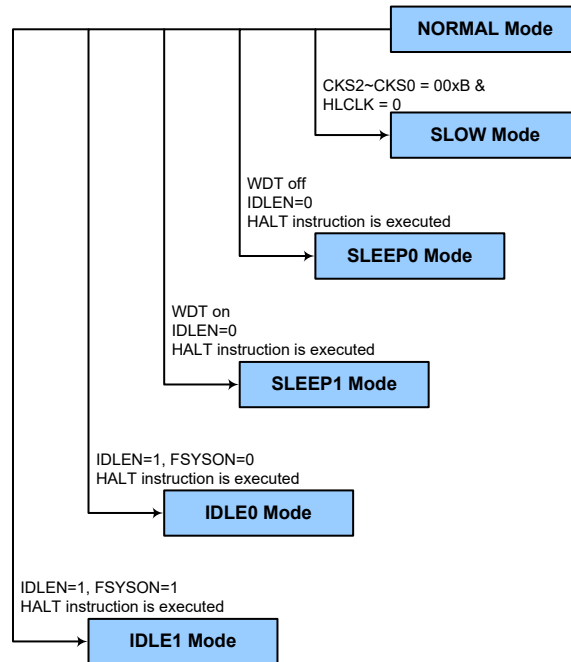 NORMAL Mode
CKS2~CKS0 = 00xB &
HLCLK = 0
SLOW Mode
WDT off
IDLEN=0
HALT instruction is executed
SLEEP0 Mode
WDT on
IDLEN=0
HALT instruction is executed
SLEEP1 Mode
IDLEN=1, FSYSON=0
HALT instruction is executed
IDLE0 Mode
IDLEN=1, FSYSON=1
HALT instruction is executed
IDLE1 Mode